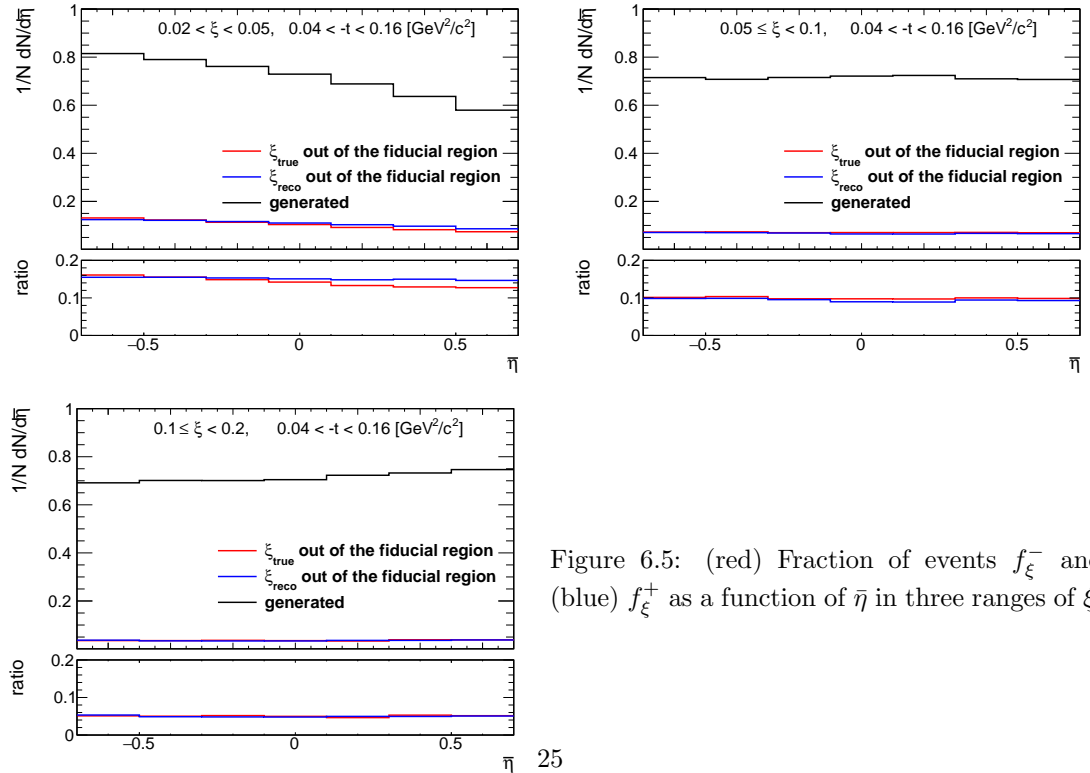 1/N dN/dη̅
0.02 < ξ < 0.05, 0.04 < -t < 0.16 [GeV²/c²]
1
0.8
0.6
0.4
0.2
ξtrue out of the fiducial region
ξreco out of the fiducial region
generated
ratio
0.2
0.1
0
−0.5 0 0.5
η̅
1/N dN/dη̅
0.05 ≤ ξ < 0.1, 0.04 < -t < 0.16 [GeV²/c²]
1
0.8
0.6
0.4
0.2
ξtrue out of the fiducial region
ξreco out of the fiducial region
generated
ratio
0.2
0.1
0
−0.5 0 0.5
η̅
1/N dN/dη̅
0.1 ≤ ξ < 0.2, 0.04 < -t < 0.16 [GeV²/c²]
1
0.8
0.6
0.4
0.2
ξtrue out of the fiducial region
ξreco out of the fiducial region
generated
ratio
0.2
0.1
0
−0.5 0 0.5
η̅
Figure 6.5: (red) Fraction of events f⁻ξ and
(blue) f⁺ξ as a function of η̄ in three ranges of ξ
25